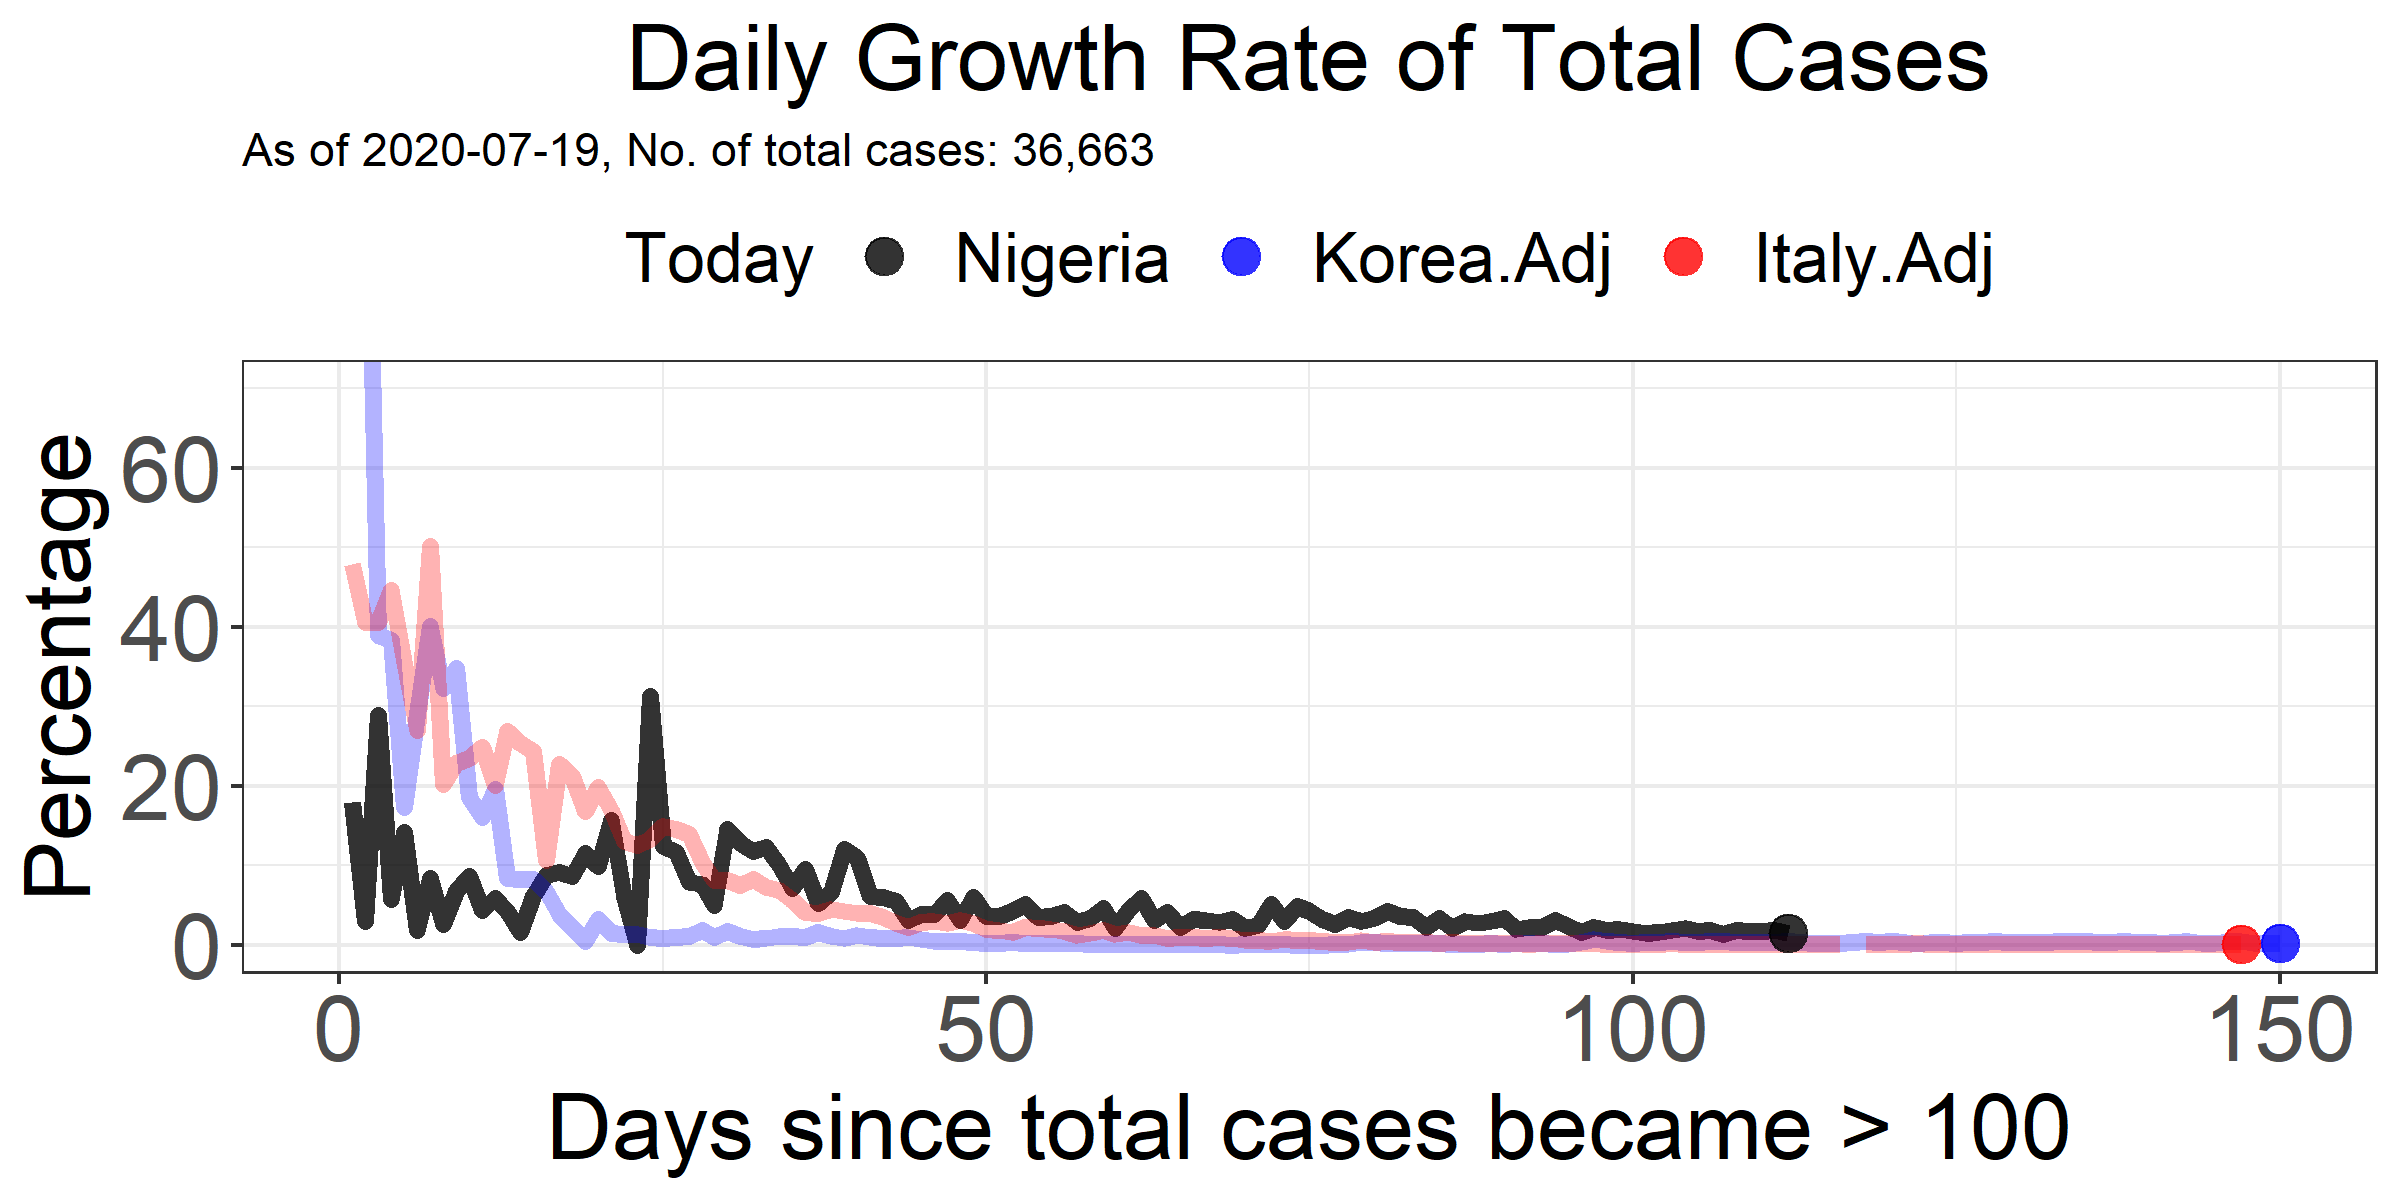 Daily Growth Rate of Total Cases
As of 2020-07-19, No. of total cases: 36,663
Today Nigeria Korea.Adj Italy.Adj
Percentage
60
40
20
0
0 50 100 150
Days since total cases became > 100